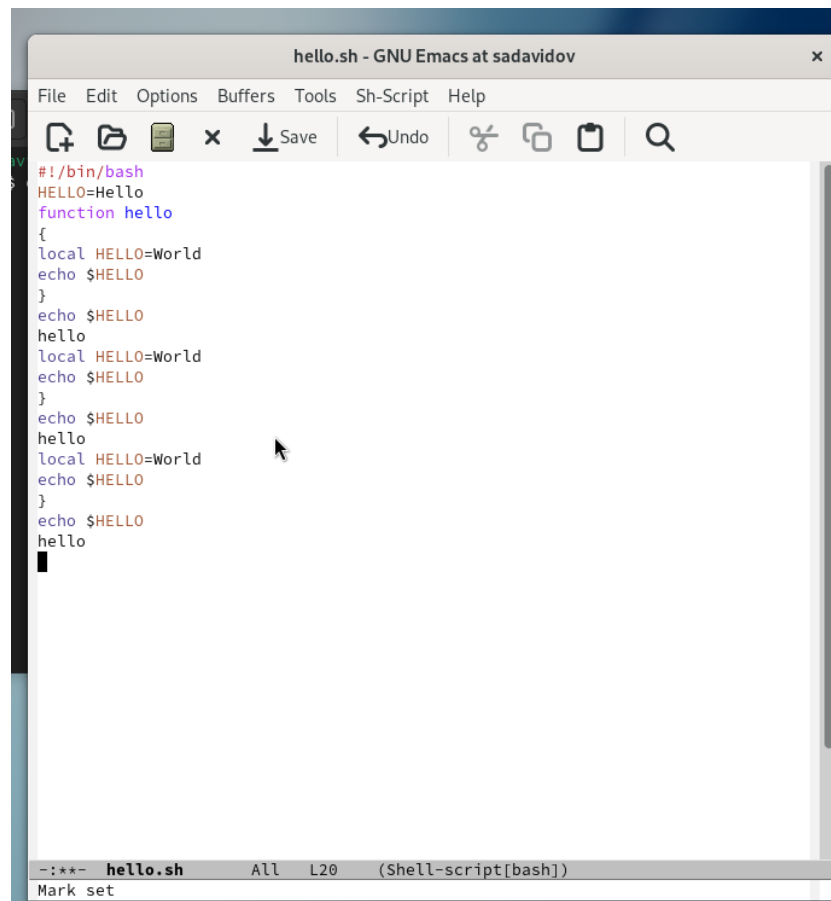 hello.sh - GNU Emacs at sadavidov
File Edit Options Buffers Tools Sh-Script Help
Save Undo
#!/bin/bash
HELLO=Hello
function hello
{
local HELLO=World
echo $HELLO
}
echo $HELLO
hello
local HELLO=World
echo $HELLO
}
echo $HELLO
hello
local HELLO=World
echo $HELLO
}
echo $HELLO
hello
-:**- hello.sh All L20 (Shell-script[bash])
Mark set